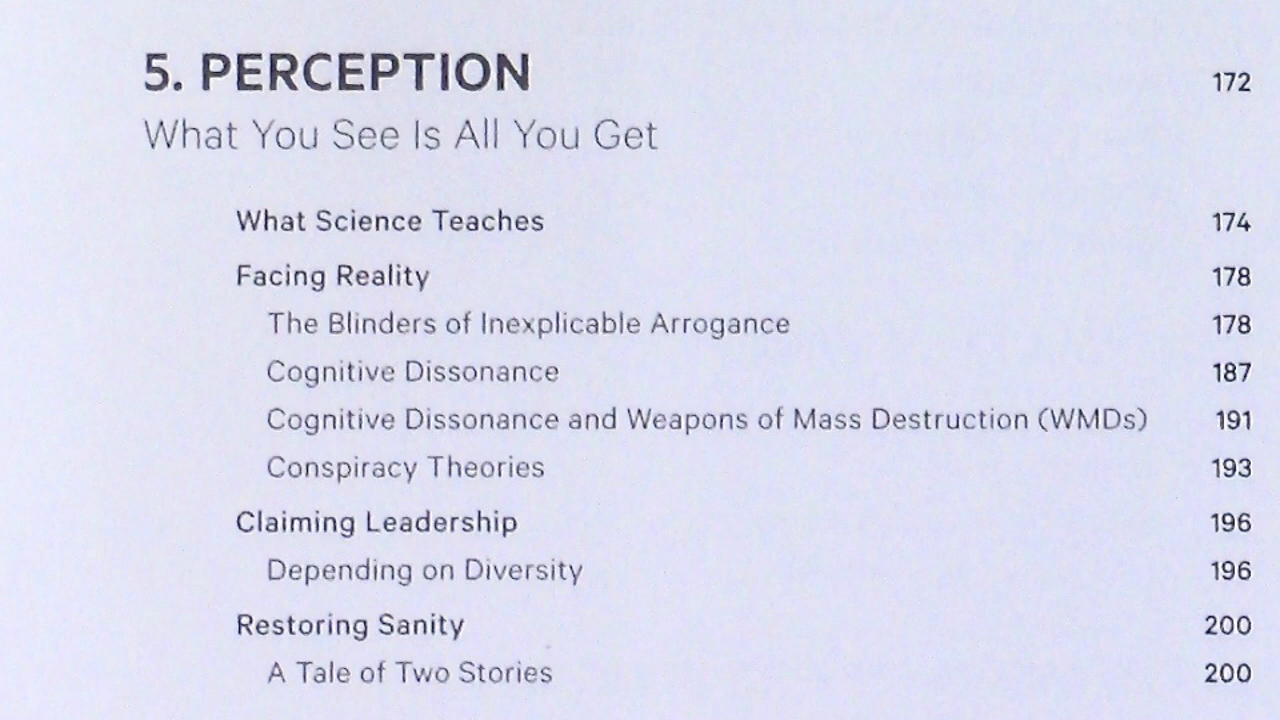 5. PERCEPTION 172
What You See Is All You Get
What Science Teaches 174
Facing Reality 178
The Blinders of Inexplicable Arrogance 178
Cognitive Dissonance 187
Cognitive Dissonance and Weapons of Mass Destruction (WMDs) 191
Conspiracy Theories 193
Claiming Leadership 196
Depending on Diversity 196
Restoring Sanity 200
A Tale of Two Stories 200